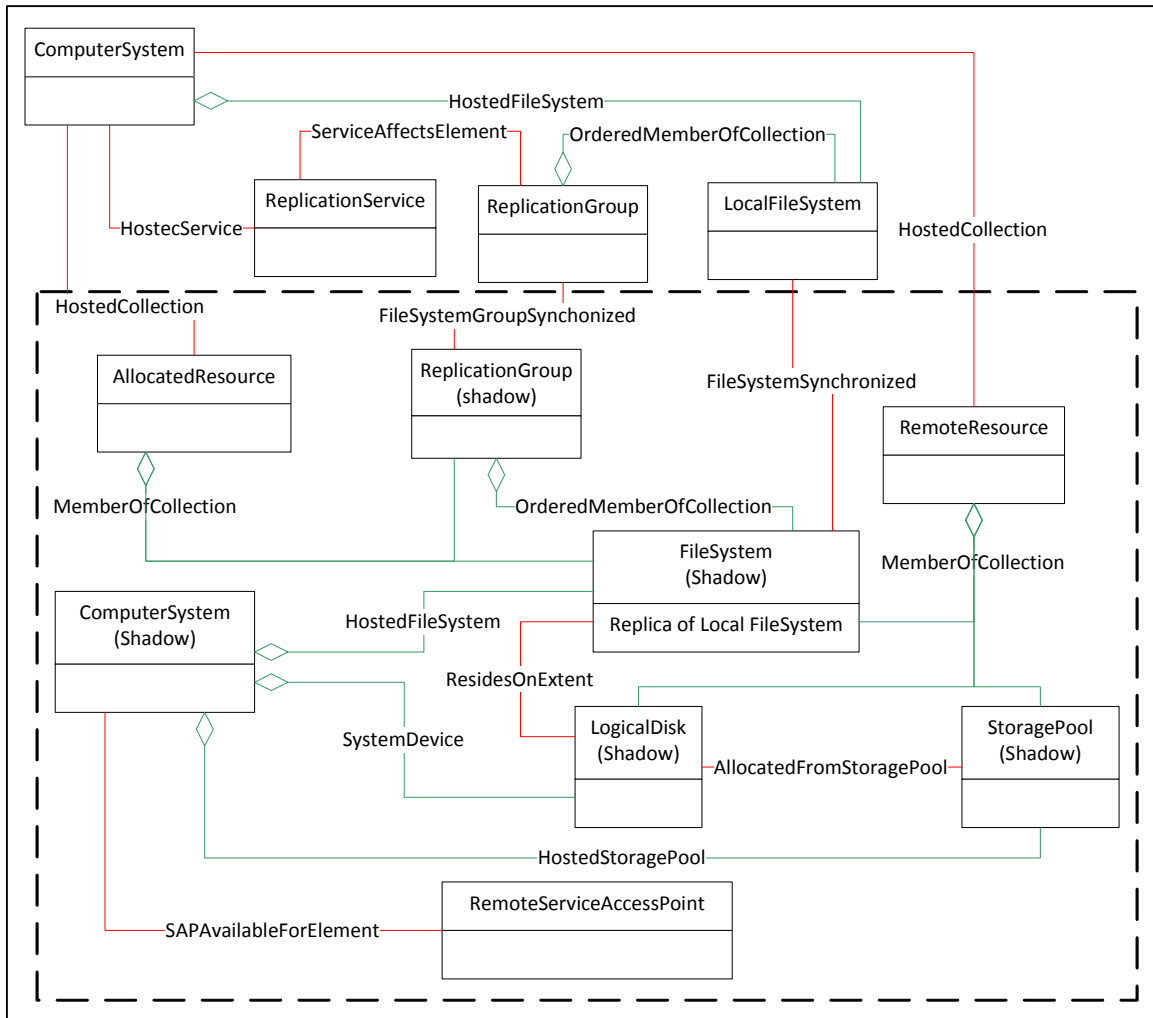 ComputerSystem
HostedFileSystem
ServiceAffectsElement
OrderedMemberOfCollection
ReplicationService
ReplicationGroup
LocalFileSystem
HostecService
HostedCollection
HostedCollection
FileSystemGroupSynchonized
AllocatedResource
ReplicationGroup
(shadow)
FileSystemSynchronized
RemoteResource
MemberOfCollection
OrderedMemberOfCollection
FileSystem
(Shadow)
MemberOfCollection
ComputerSystem
(Shadow)
HostedFileSystem
Replica of Local FileSystem
ResidesOnExtent
LogicalDisk
(Shadow)
StoragePool
(Shadow)
SystemDevice
AllocatedFromStoragePool
HostedStoragePool
RemoteServiceAccessPoint
SAPAvailableForElement